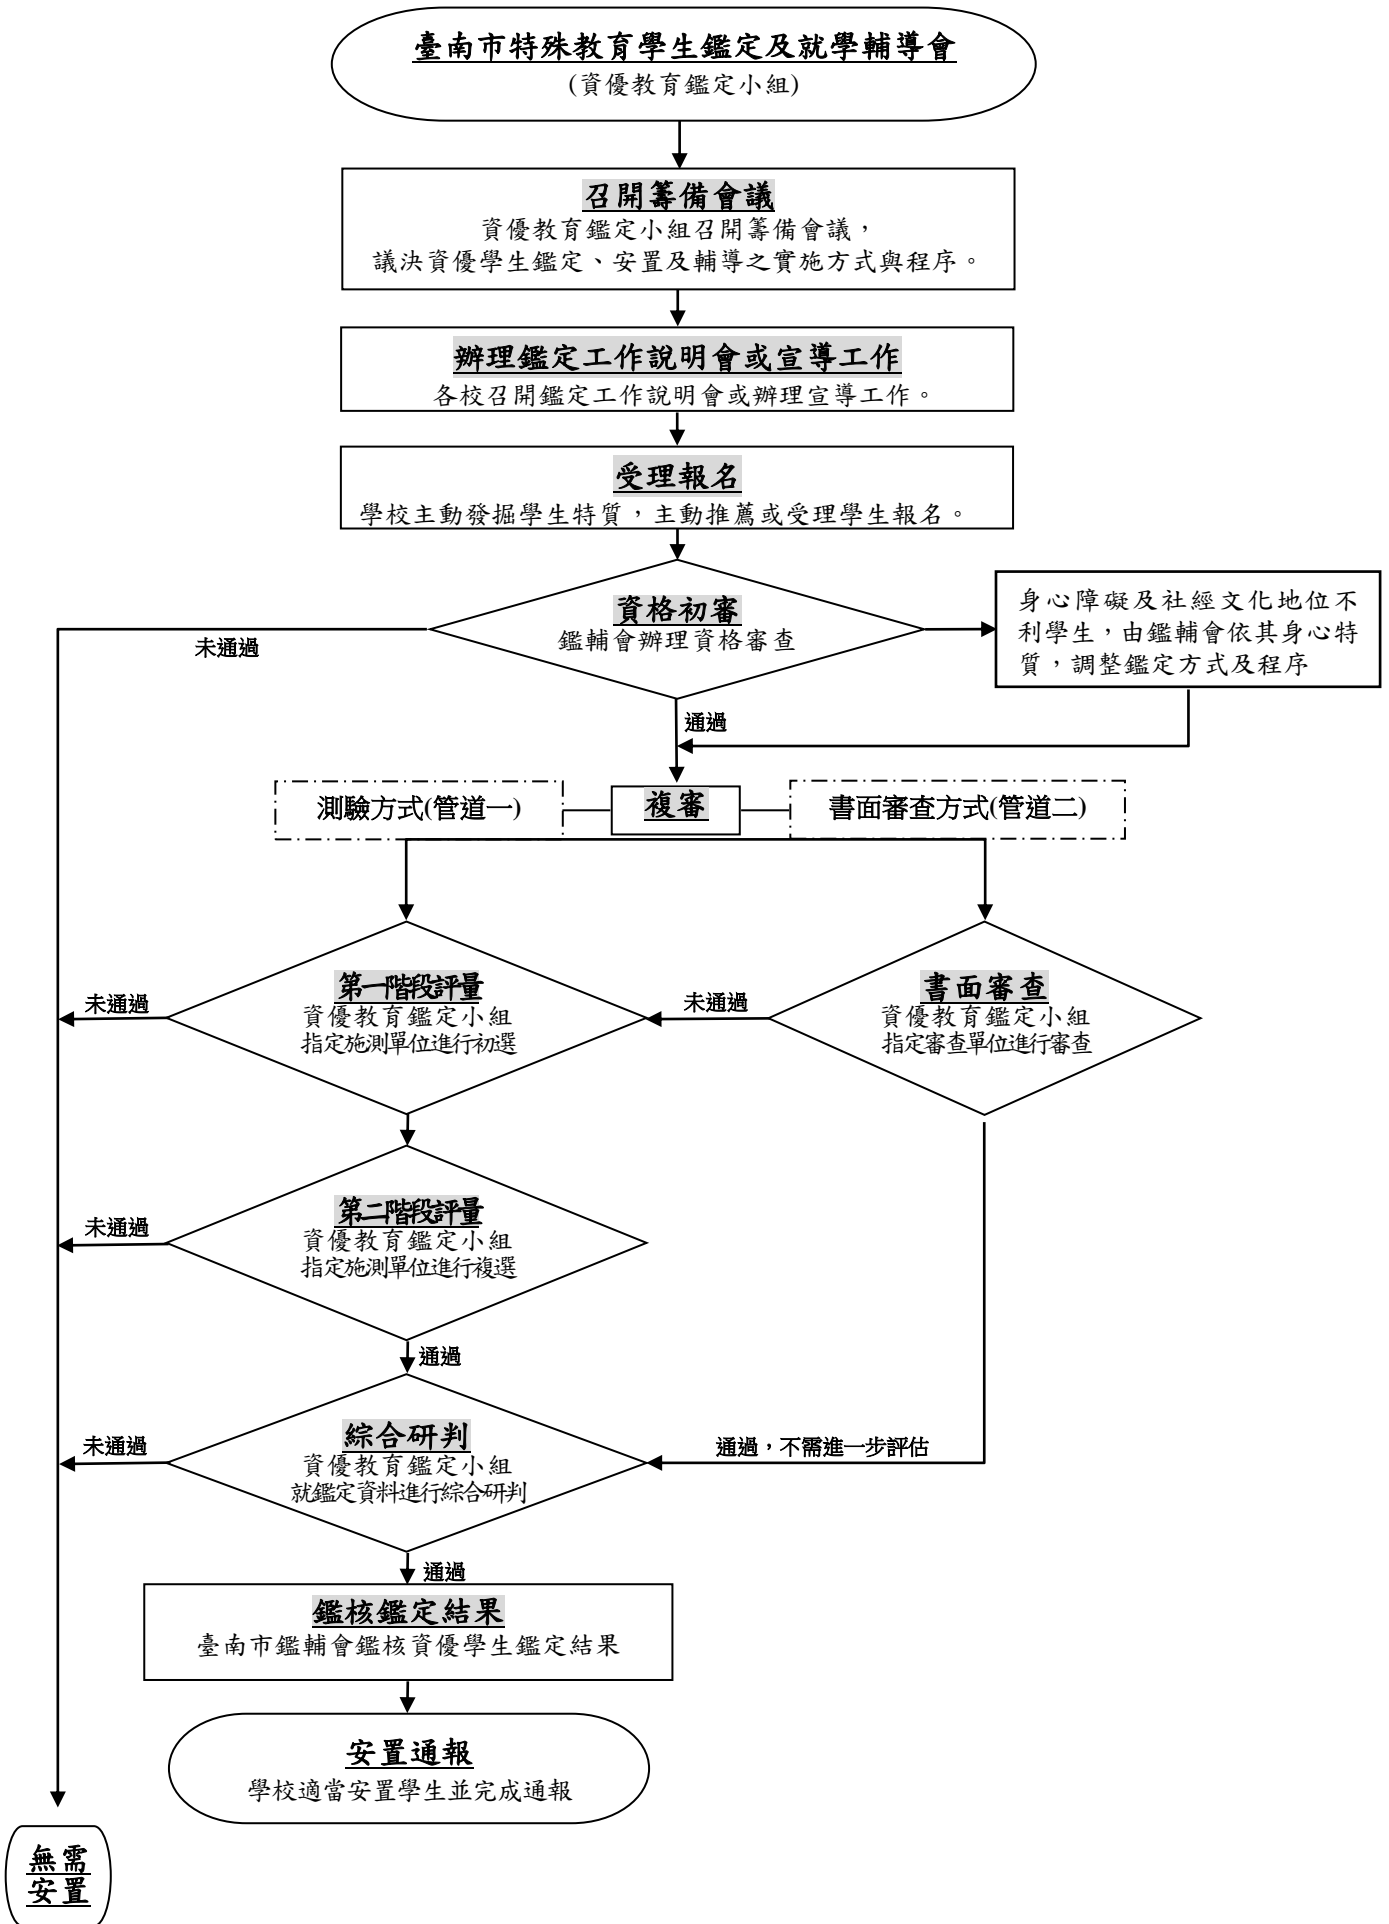 臺南市特殊教育學生鑑定及就學輔導會
(資優教育鑑定小組)
召開籌備會議
資優教育鑑定小組召開籌備會議，
議決資優學生鑑定、安置及輔導之實施方式與程序。
辦理鑑定工作說明會或宣導工作
各校召開鑑定工作說明會或辦理宣導工作。
受理報名
學校主動發掘學生特質，主動推薦或受理學生報名。
資格初審
鑑輔會辦理資格審查
未通過
身心障礙及社經文化地位不
利學生，由鑑輔會依其身心特
質，調整鑑定方式及程序
通過
測驗方式(管道一)
複審
書面審查方式(管道二)
第一階段評量
資優教育鑑定小組
指定施測單位進行初選
未通過
未通過
書面審查
資優教育鑑定小組
指定審查單位進行審查
第二階段評量
資優教育鑑定小組
指定施測單位進行複選
未通過
通過
綜合研判
資優教育鑑定小組
就鑑定資料進行綜合研判
未通過
通過，不需進一步評估
通過
鑑核鑑定結果
臺南市鑑輔會鑑核資優學生鑑定結果
安置通報
學校適當安置學生並完成通報
無需
安置